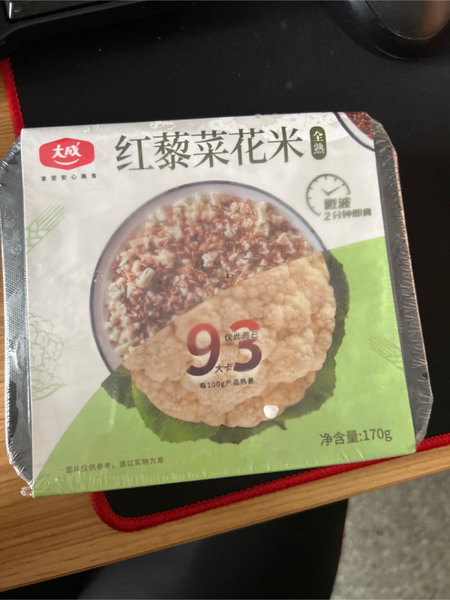 大成
享受安心美食
红藜菜花米
全熟
微波
2分钟即食
仅此而已
93
大卡
每100g产品热量
净含量:170g
·图片仅供参考，请以实物为准